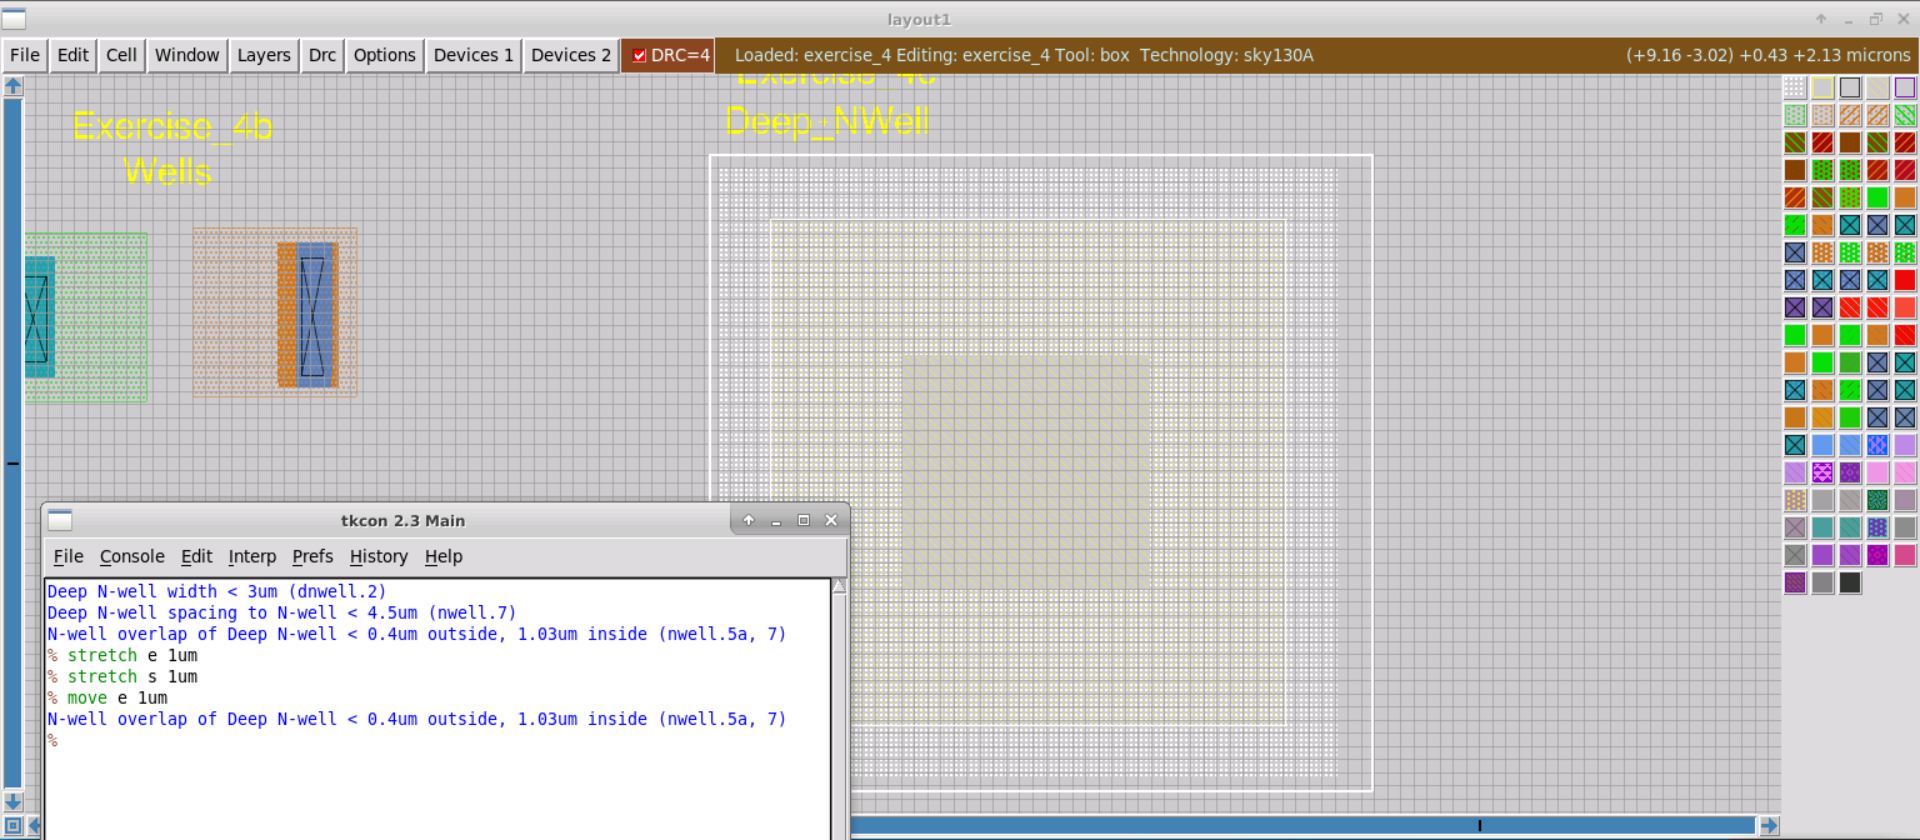 layout1
File Edit Cell Window Layers Drc Options Devices 1 Devices 2 DRC=4 Loaded: exercise_4 Editing: exercise_4 Tool: box Technology: sky130A (+9.16 -3.02) +0.43 +2.13 microns
Exercise_4c
Deep_NWell
Exercise_4b
Wells
tkcon 2.3 Main
File Console Edit Interp Prefs History Help
Deep N-well width < 3um (dnwell.2)
Deep N-well spacing to N-well < 4.5um (nwell.7)
N-well overlap of Deep N-well < 0.4um outside, 1.03um inside (nwell.5a, 7)
% stretch e 1um
% stretch s 1um
% move e 1um
N-well overlap of Deep N-well < 0.4um outside, 1.03um inside (nwell.5a, 7)
%